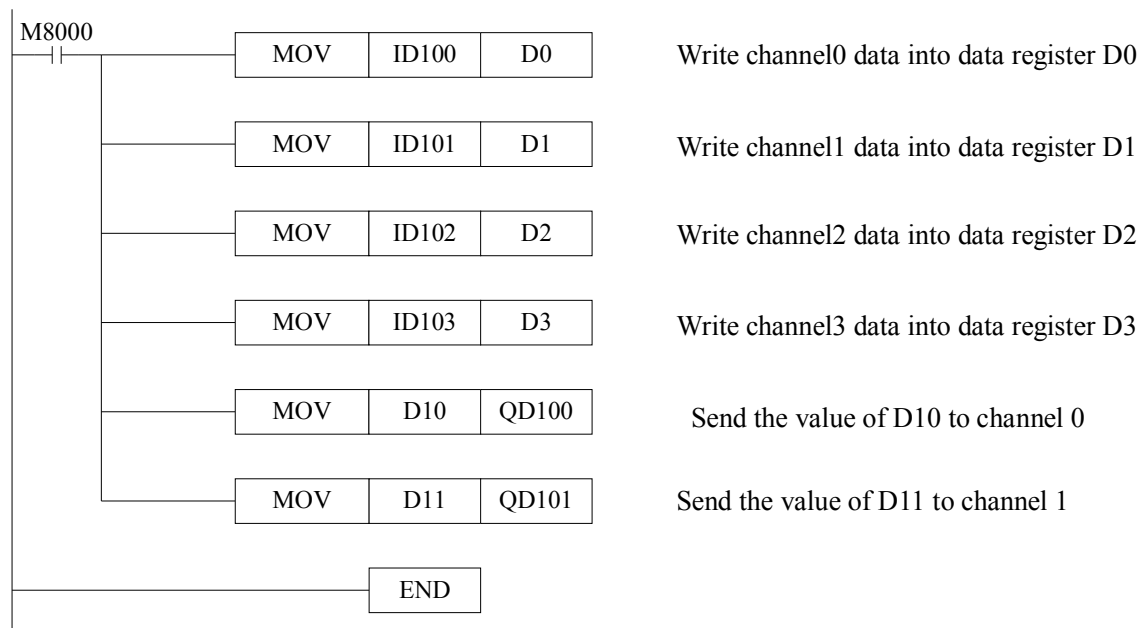 M8000
MOV ID100 D0 Write channel0 data into data register D0
MOV ID101 D1 Write channel1 data into data register D1
MOV ID102 D2 Write channel2 data into data register D2
MOV ID103 D3 Write channel3 data into data register D3
MOV D10 QD100 Send the value of D10 to channel 0
MOV D11 QD101 Send the value of D11 to channel 1
END